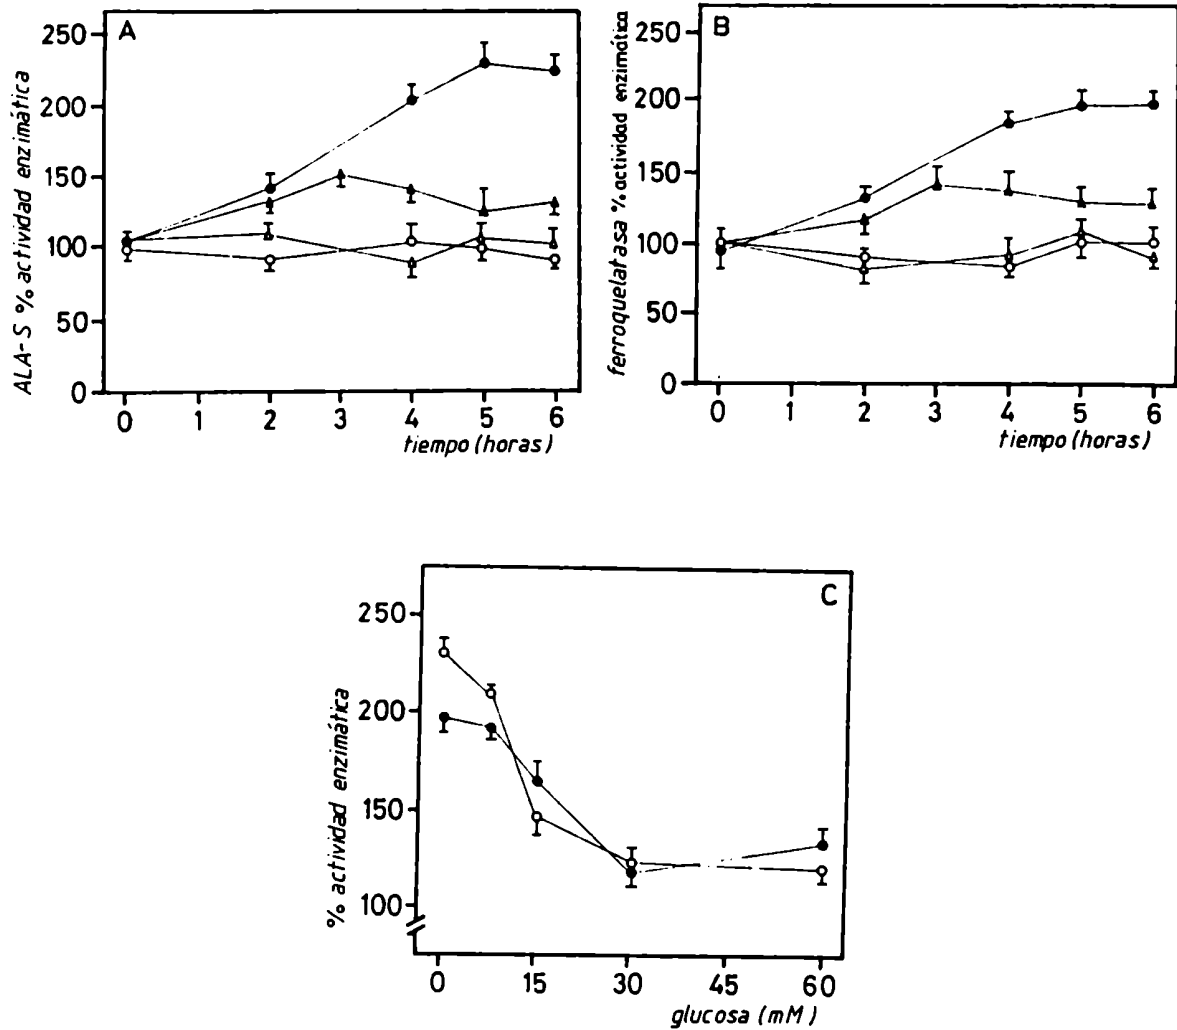 A
ALA-S % actividad enzimática
250
200
150
100
50
0
0 1 2 3 4 5 6
tiempo (horas)
B
ferroquelatasa % actividad enzimática
250
200
150
100
50
0
0 1 2 3 4 5 6
tiempo (horas)
C
% actividad enzimática
250
200
150
100
0 15 30 45 60
glucosa (mM)